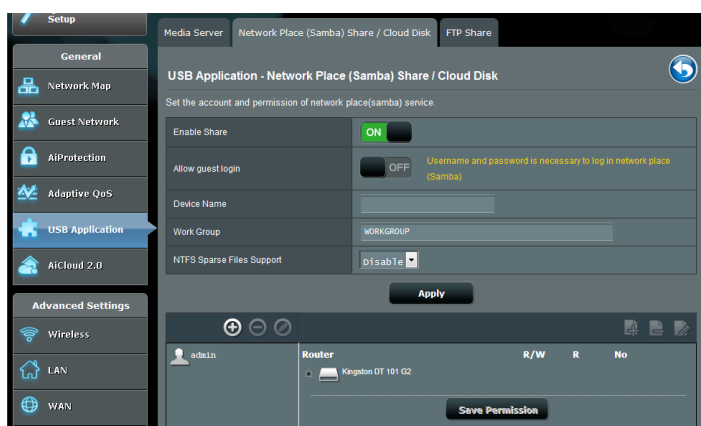 Setup
General
Network Map
Guest Network
AiProtection
Adaptive QoS
USB Application
AiCloud 2.0
Advanced Settings
Wireless
LAN
WAN
Media Server
Network Place (Samba) Share / Cloud Disk
FTP Share
USB Application - Network Place (Samba) Share / Cloud Disk
Set the account and permission of network place(samba) service.
Enable Share
ON
Allow guest login
OFF
Username and password is necessary to log in network place
(Samba)
Device Name
Work Group
WORKGROUP
NTFS Sparse Files Support
Disable
Apply
admin
Router
R/W
R
No
Kingston DT 101 G2
Save Permission